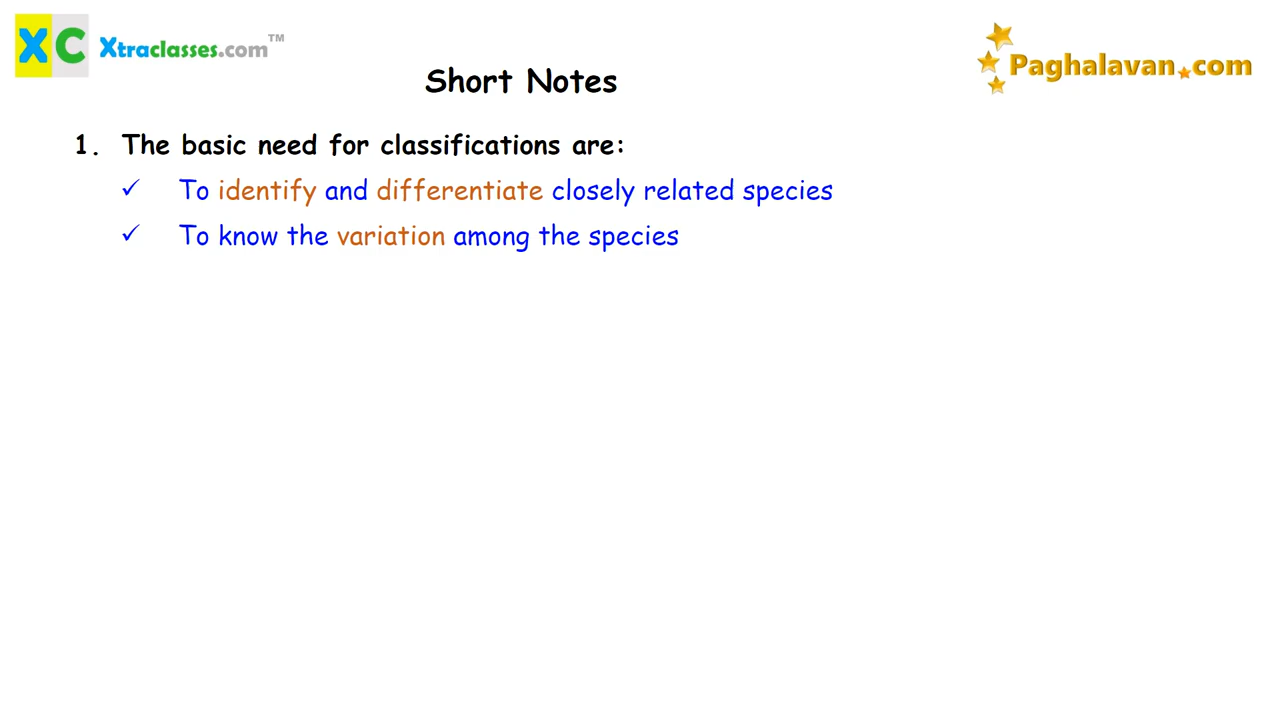 XC Xtraclasses.com™
Paghalavan.com
Short Notes
1. The basic need for classifications are:
✓ To identify and differentiate closely related species
✓ To know the variation among the species